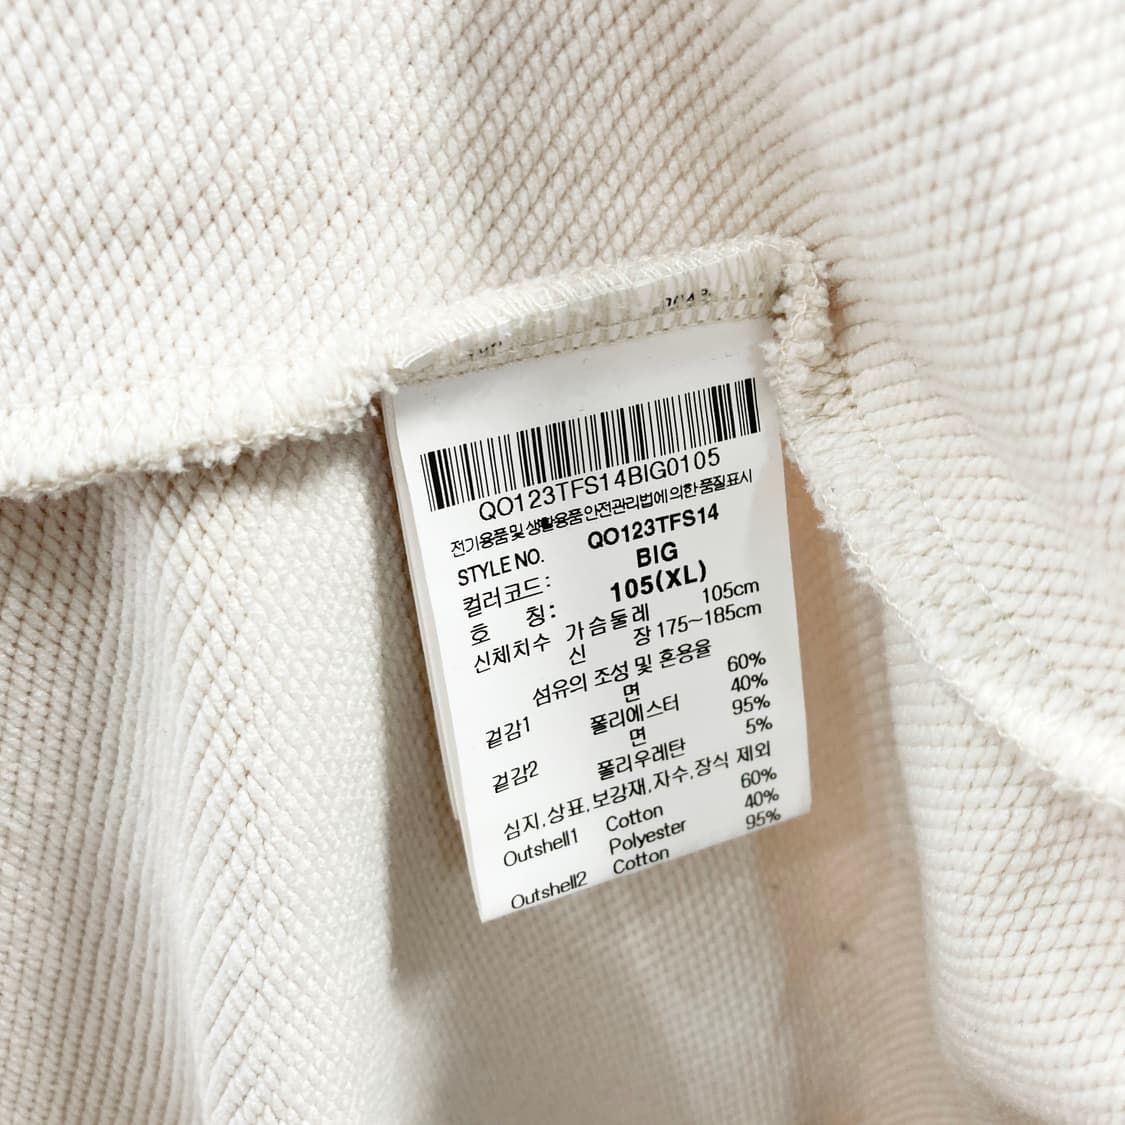 QO123TFS14BIG0105
전기용품 및 생활용품 안전관리법에 의한 품질표시
STYLE NO. QO123TFS14
컬러코드: BIG
호 칭: 105(XL)
신체치수 가슴둘레 105cm
신 장 175~185cm
섬유의 조성 및 혼용율
겉감1 면 60%
폴리에스터 40%
겉감2 면 95%
폴리우레탄 5%
심지,상표,보강재,자수,장식 제외
Outshell1 Cotton 60%
Polyester 40%
Outshell2 Cotton 95%